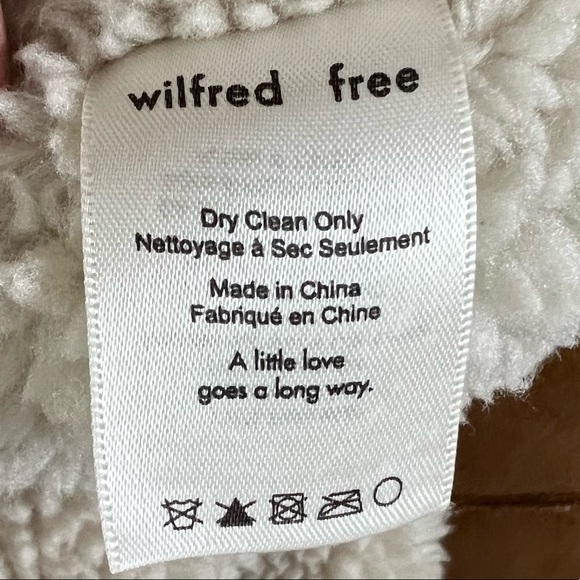 wilfred free
Dry Clean Only
Nettoyage à Sec Seulement
Made in China
Fabriqué en Chine
A little love
goes a long way.